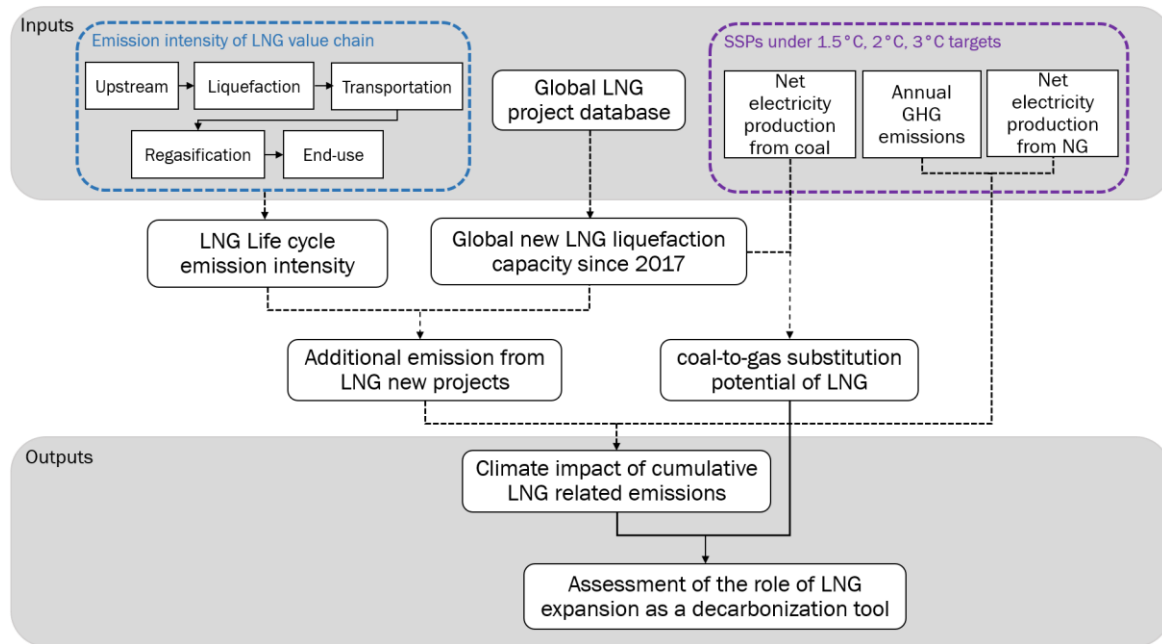 Inputs
Emission intensity of LNG value chain
Upstream
Liquefaction
Transportation
Regasification
End-use
Global LNG
project database
SSPs under 1.5°C, 2°C, 3°C targets
Net
electricity
production
from coal
Annual
GHG
emissions
Net
electricity
production
from NG
LNG Life cycle
emission intensity
Global new LNG liquefaction
capacity since 2017
Additional emission from
LNG new projects
coal-to-gas substitution
potential of LNG
Outputs
Climate impact of cumulative
LNG related emissions
Assessment of the role of LNG
expansion as a decarbonization tool